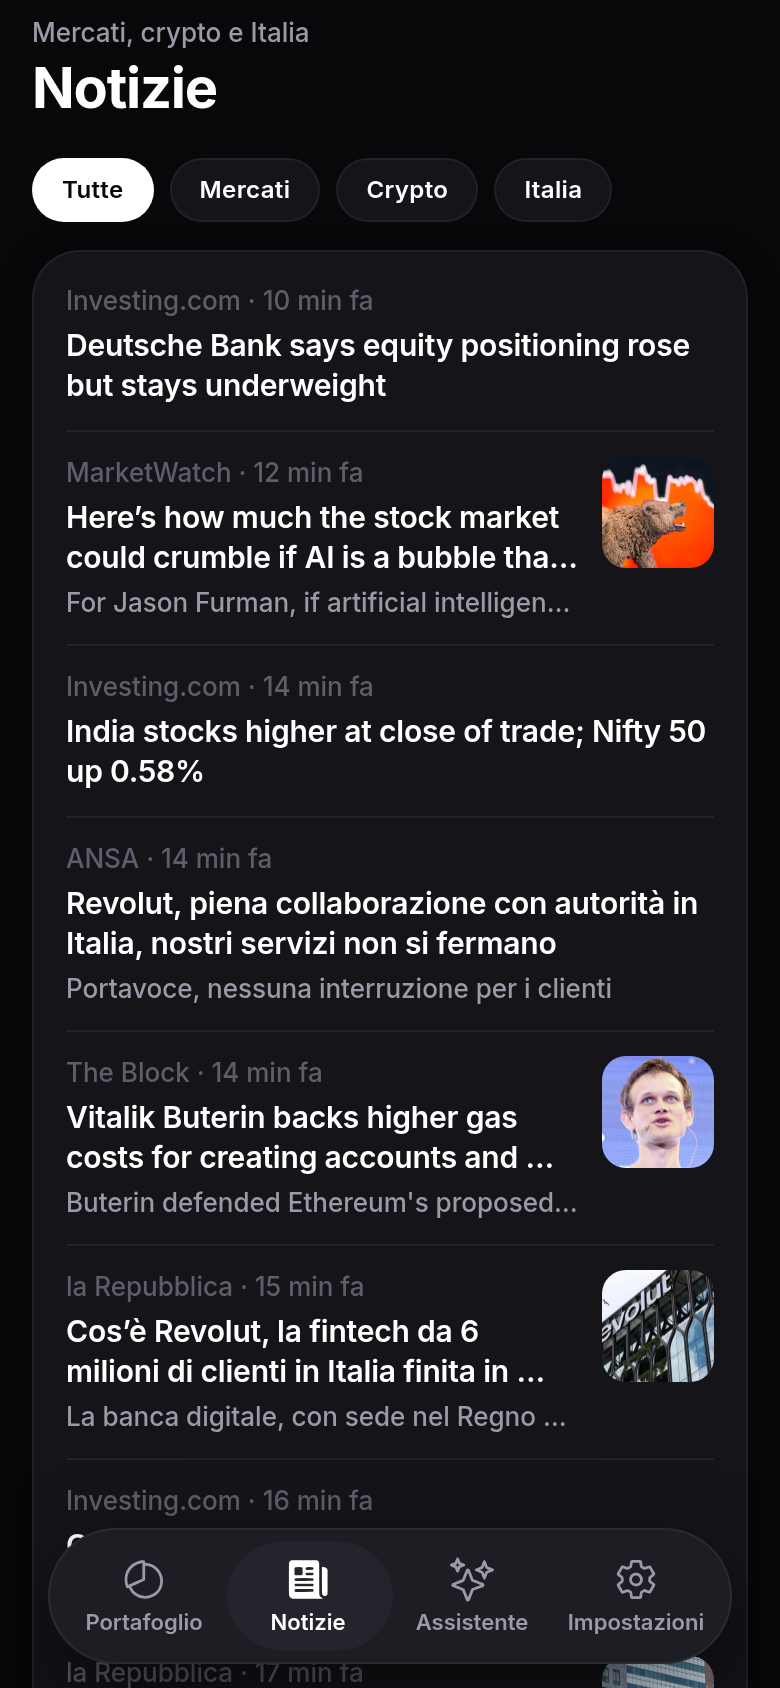 Mercati, crypto e Italia
Notizie
Tutte
Mercati
Crypto
Italia
Investing.com · 10 min fa
Deutsche Bank says equity positioning rose
but stays underweight
MarketWatch · 12 min fa
Here’s how much the stock market
could crumble if AI is a bubble tha…
For Jason Furman, if artificial intelligen…
Investing.com · 14 min fa
India stocks higher at close of trade; Nifty 50
up 0.58%
ANSA · 14 min fa
Revolut, piena collaborazione con autorità in
Italia, nostri servizi non si fermano
Portavoce, nessuna interruzione per i clienti
The Block · 14 min fa
Vitalik Buterin backs higher gas
costs for creating accounts and …
Buterin defended Ethereum's proposed…
la Repubblica · 15 min fa
Cos’è Revolut, la fintech da 6
milioni di clienti in Italia finita in …
La banca digitale, con sede nel Regno …
evolut
Investing.com · 16 min fa
Portafoglio
Notizie
Assistente
Impostazioni
la Repubblica · 17 min fa